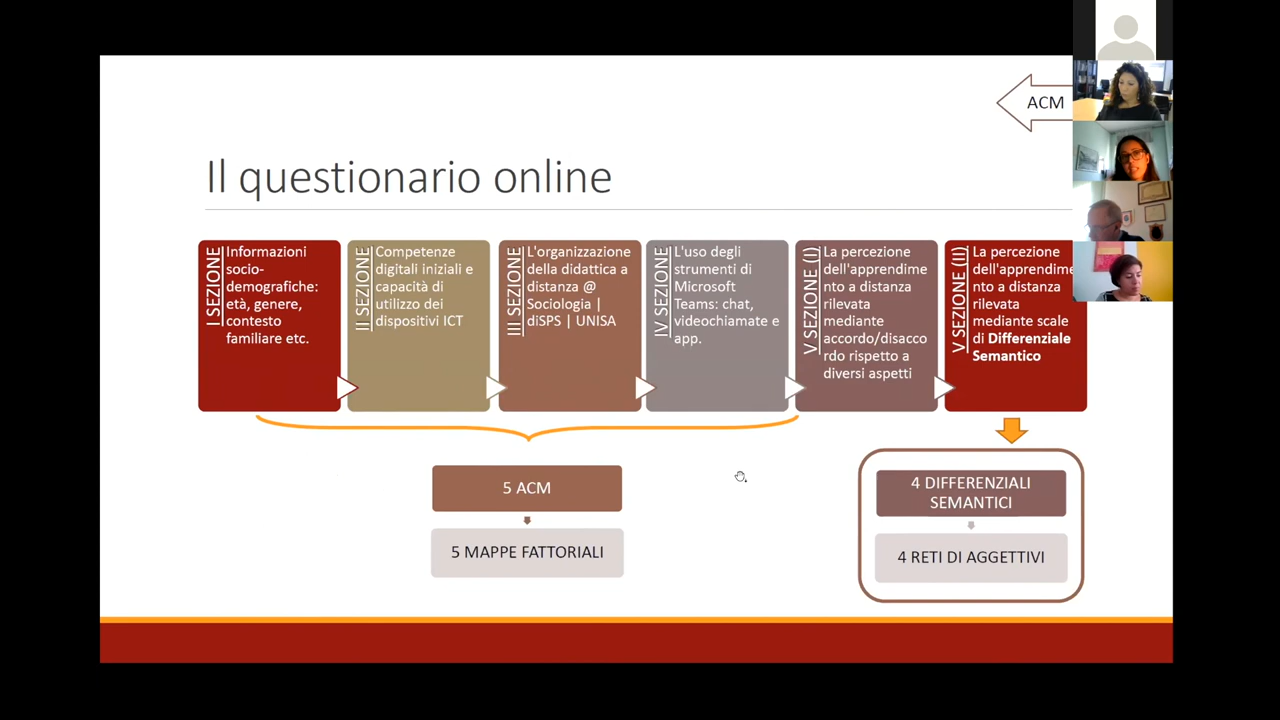 ACM
Il questionario online
I SEZIONE
Informazioni
socio-
demografiche:
età, genere,
contesto
familiare etc.
II SEZIONE
Competenze
digitali iniziali e
capacità di
utilizzo dei
dispositivi ICT
III SEZIONE
L'organizzazione
della didattica a
distanza @
Sociologia |
diSPS | UNISA
IV SEZIONE
L'uso degli
strumenti di
Microsoft
Teams: chat,
videochiamate e
app.
V SEZIONE (I)
La percezione
dell'apprendime
nto a distanza
rilevata
mediante
accordo/disacco
rdo rispetto a
diversi aspetti
V SEZIONE (II)
La percezione
dell'apprendime
nto a distanza
rilevata
mediante scale
di Differenziale
Semantico
5 ACM
5 MAPPE FATTORIALI
4 DIFFERENZIALI
SEMANTICI
4 RETI DI AGGETTIVI